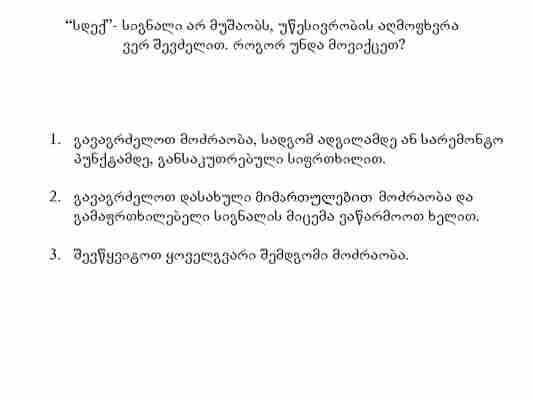 “სდექ”- სიგნალი არ მუშაობს, უწესივრობის აღმოფხვრა
ვერ შევძელით. როგორ უნდა მოვიქცეთ?
1. გავაგრძელოთ მოძრაობა, სადგომ ადგილამდე ან სარემონტო
პუნქტამდე, განსაკუთრებული სიფრთხილით.
2. გავაგრძელოთ დასახული მიმართულებით მოძრაობა და
გამაფრთხილებელი სიგნალის მიცემა ვაწარმოოთ ხელით.
3. შევწყვიტოთ ყოველგვარი შემდგომი მოძრაობა.